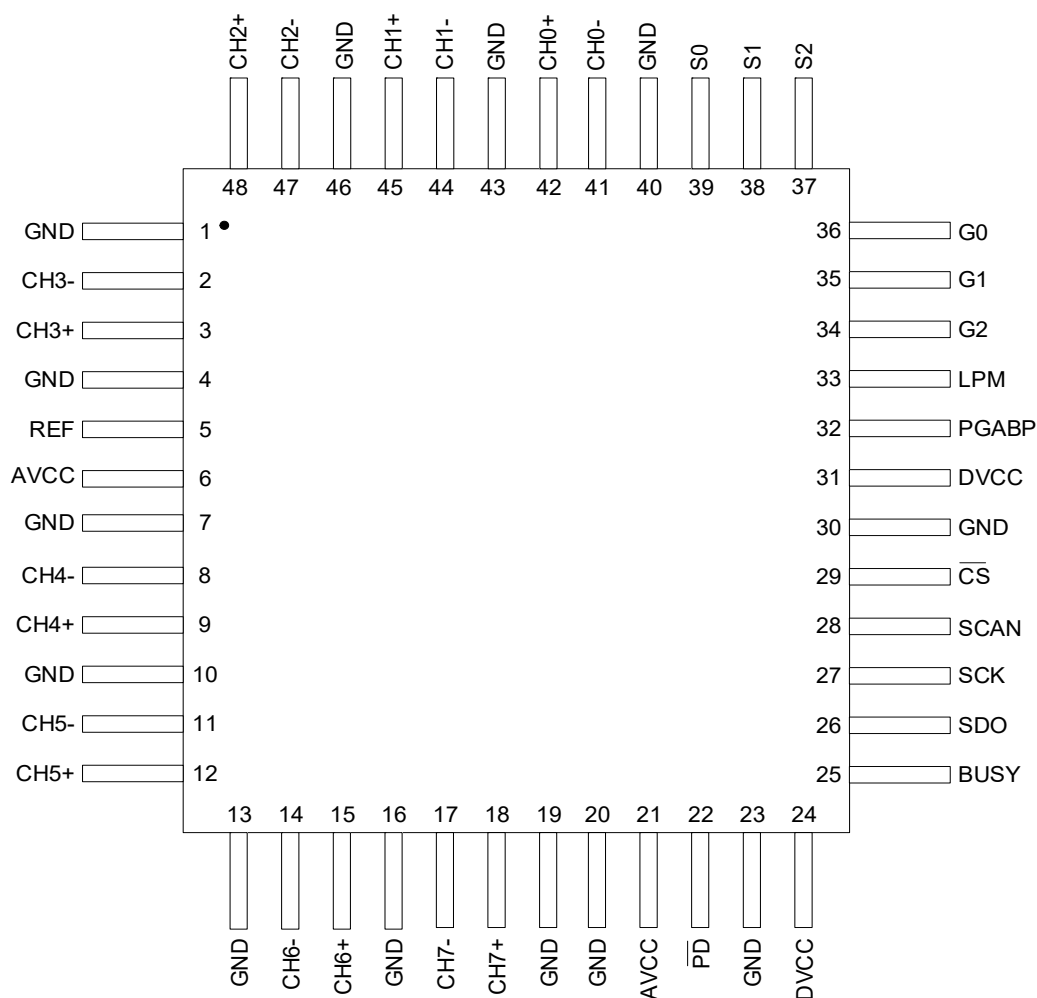 CH2+ CH2- GND CH1+ CH1- GND CH0+ CH0- GND S0 S1 S2
48 47 46 45 44 43 42 41 40 39 38 37
GND 1 36 G0
CH3- 2 35 G1
CH3+ 3 34 G2
GND 4 33 LPM
REF 5 32 PGABP
AVCC 6 31 DVCC
GND 7 30 GND
CH4- 8 29 C̅S̅
CH4+ 9 28 SCAN
GND 10 27 SCK
CH5- 11 26 SDO
CH5+ 12 25 BUSY
13 14 15 16 17 18 19 20 21 22 23 24
GND CH6- CH6+ GND CH7- CH7+ GND GND AVCC P̅D̅ GND DVCC